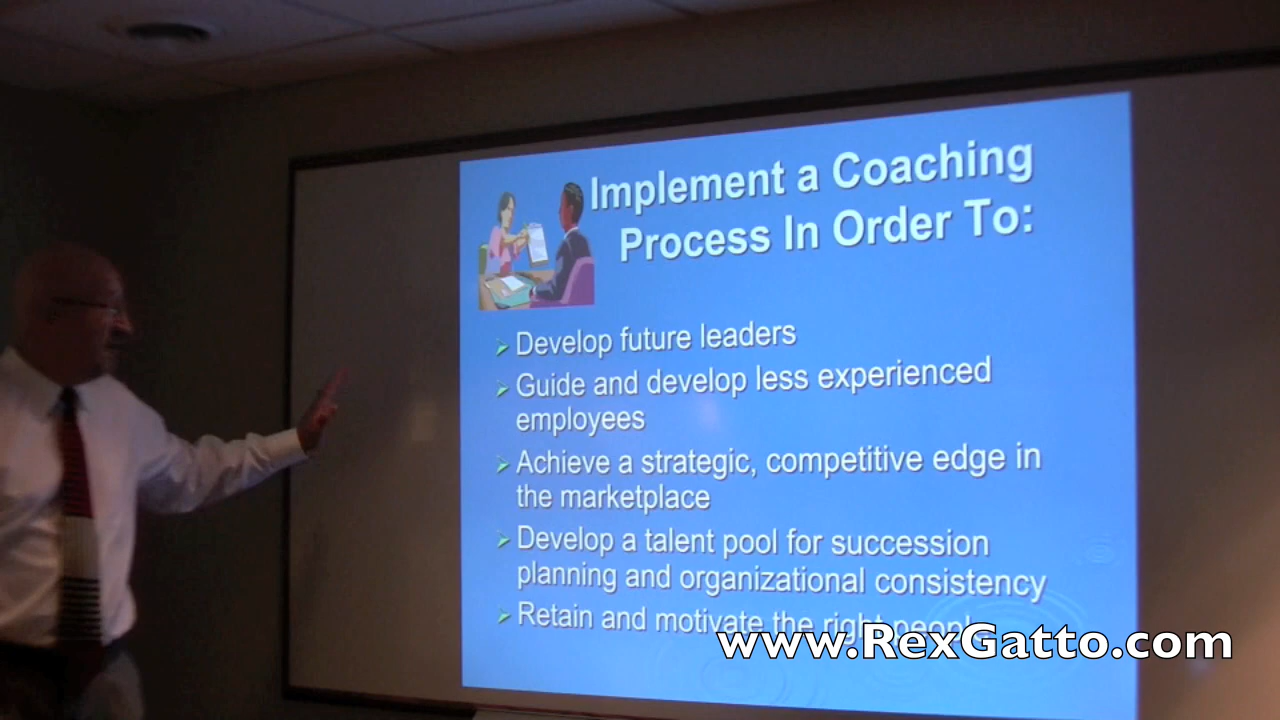 Implement a Coaching
Process In Order To:
Develop future leaders
Guide and develop less experienced
employees
Achieve a strategic, competitive edge in
the marketplace
Develop a talent pool for succession
planning and organizational consistency
Retain and motivate the right people
www.RexGatto.com